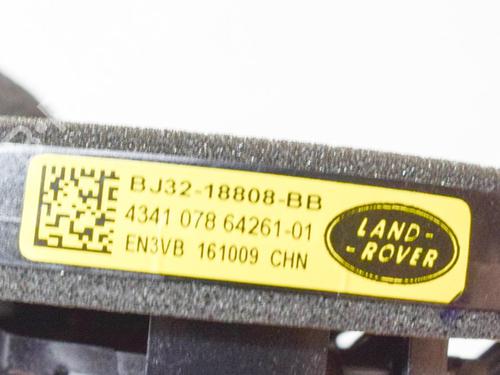 BJ32-18808-BB
4341 078 64261-01
EN3VB 161009 CHN
LAND-
-ROVER